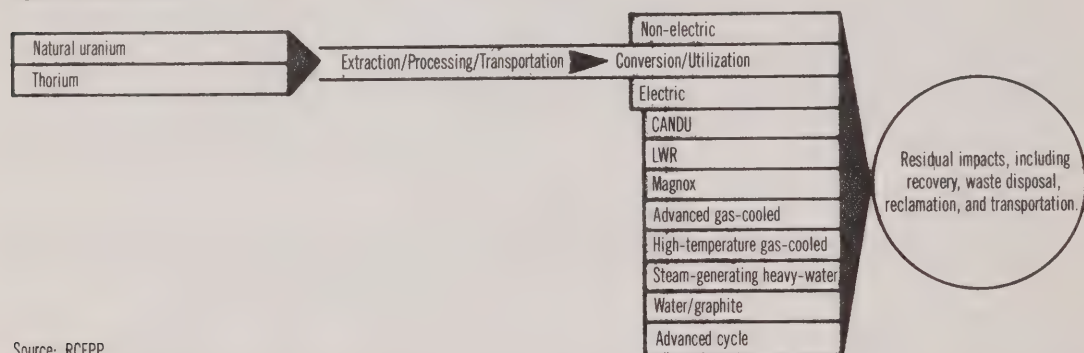 Natural uranium
Thorium
Extraction/Processing/Transportation
Non-electric
Conversion/Utilization
Electric
CANDU
LWR
Magnox
Advanced gas-cooled
High-temperature gas-cooled
Steam-generating heavy-water
Water/graphite
Advanced cycle
Residual impacts, including
recovery, waste disposal,
reclamation, and transportation.
Source: RCEPP